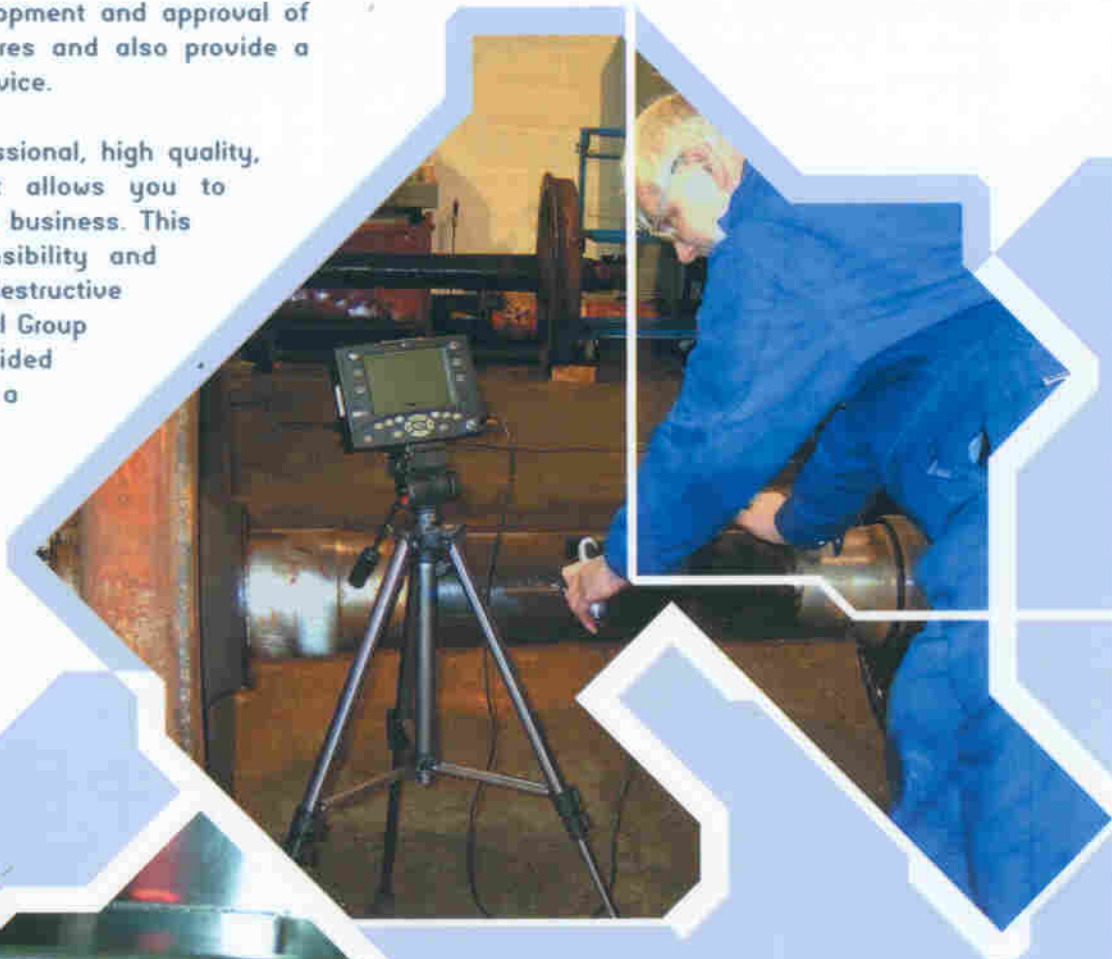 opment and approval of
res and also provide a
vice.
ssional, high quality,
t allows you to
business. This
nsibility and
estructive
l Group
ided
a